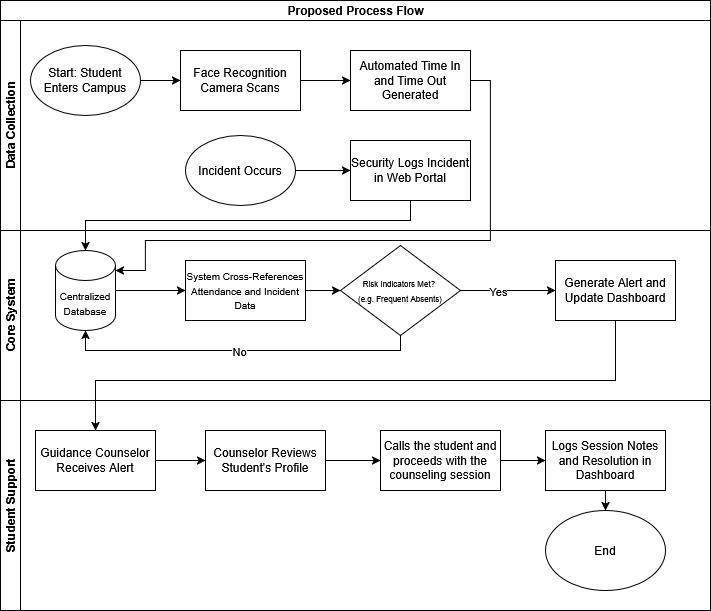 Proposed Process Flow
Data Collection
Start: Student
Enters Campus
Face Recognition
Camera Scans
Automated Time In
and Time Out
Generated
Incident Occurs
Security Logs Incident
in Web Portal
Core System
Centralized
Database
System Cross-References
Attendance and Incident
Data
Risk Indicators Met?
(e.g. Frequent Absents)
Yes
No
Generate Alert and
Update Dashboard
Student Support
Guidance Counselor
Receives Alert
Counselor Reviews
Student's Profile
Calls the student and
proceeds with the
counseling session
Logs Session Notes
and Resolution in
Dashboard
End